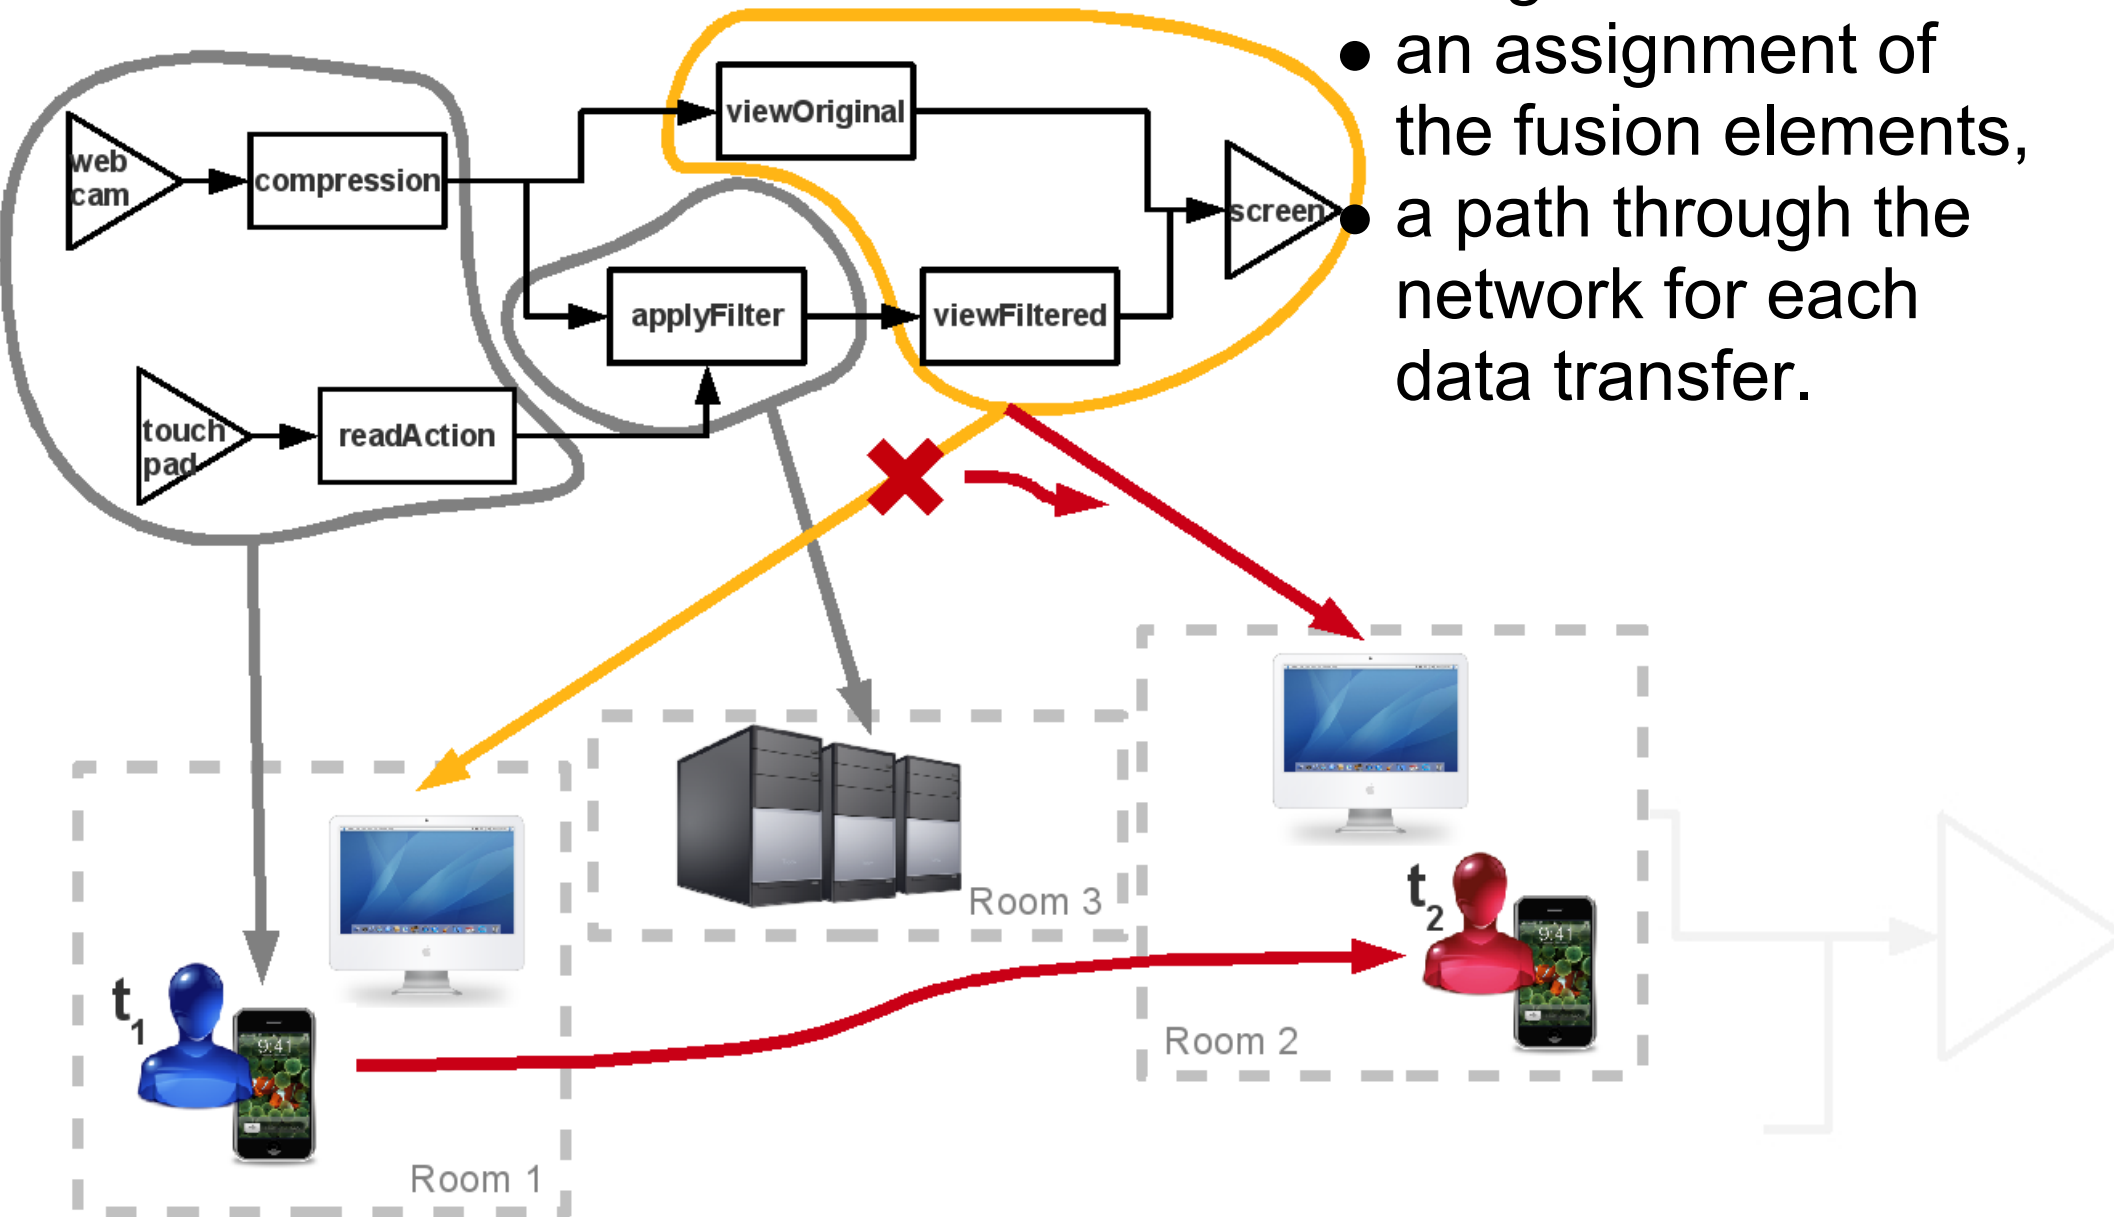 ● an assignment of
the fusion elements,
● a path through the
network for each
data transfer.
viewOriginal
web
cam
compression
screen
applyFilter
viewFiltered
touch
pad
readAction
Room 3
t2
9:41
Room 2
t1
9:41
Room 1